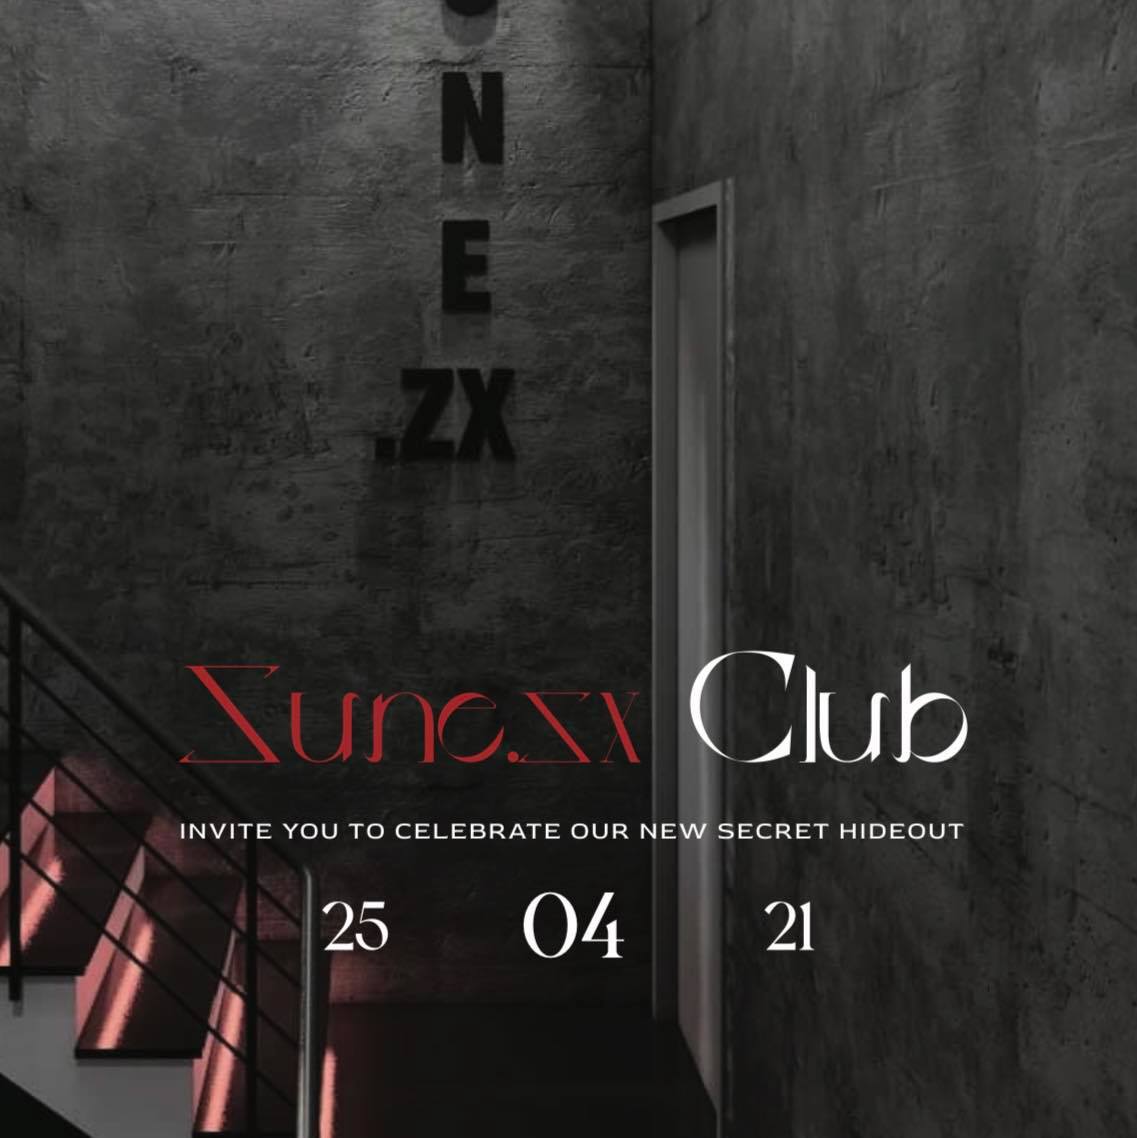 N
E
.ZX
Zune.zx Club
INVITE YOU TO CELEBRATE OUR NEW SECRET HIDEOUT
25 04 21